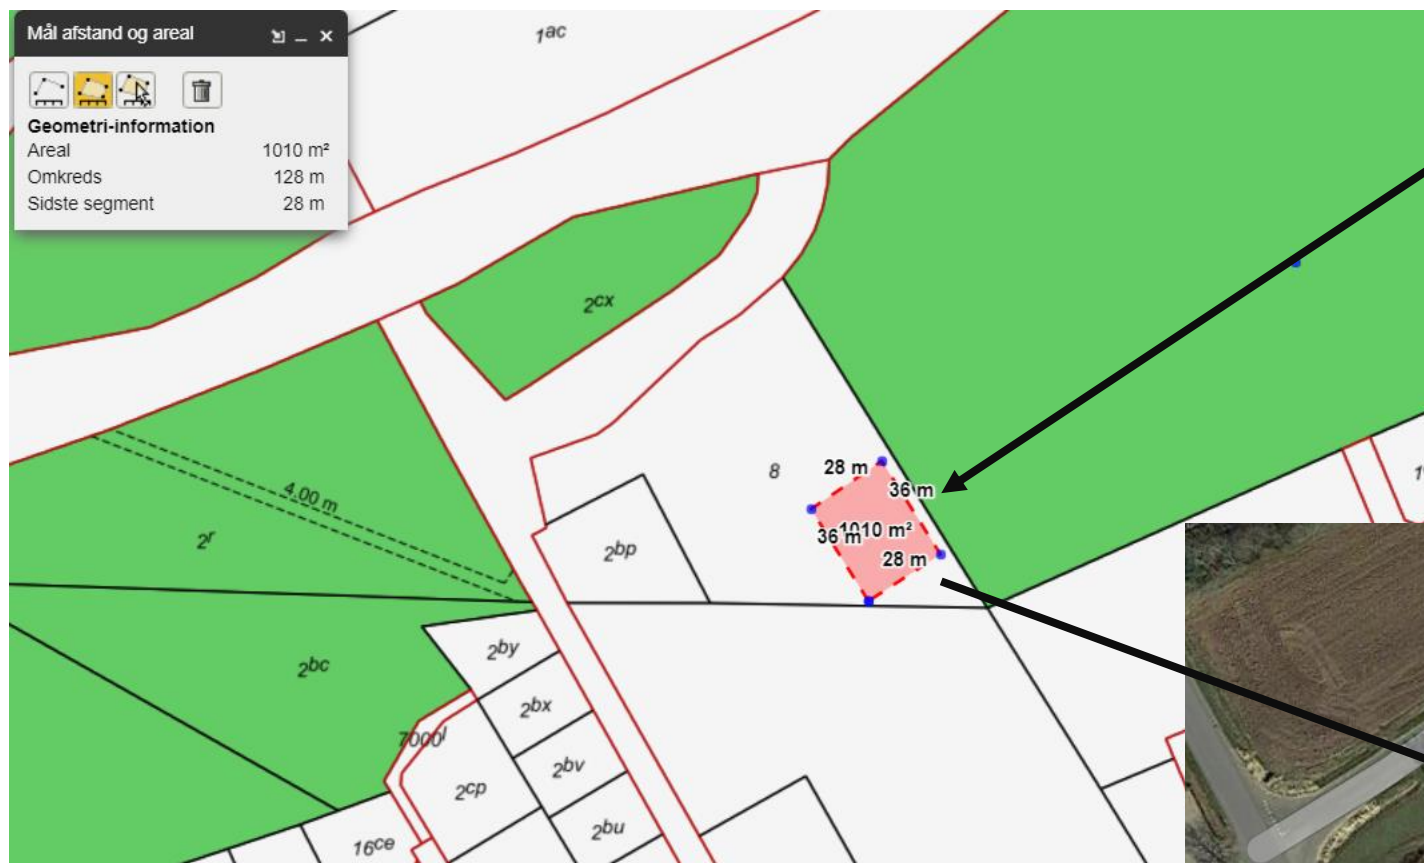 Mål afstand og areal
Geometri-information
Areal 1010 m²
Omkreds 128 m
Sidste segment 28 m
1ac
2cx
4.00 m
2r
8
28 m
36 m
1010 m²
36 m
28 m
2bp
2by
2bc
2bx
7000l
2bv
2cp
2bu
16ce